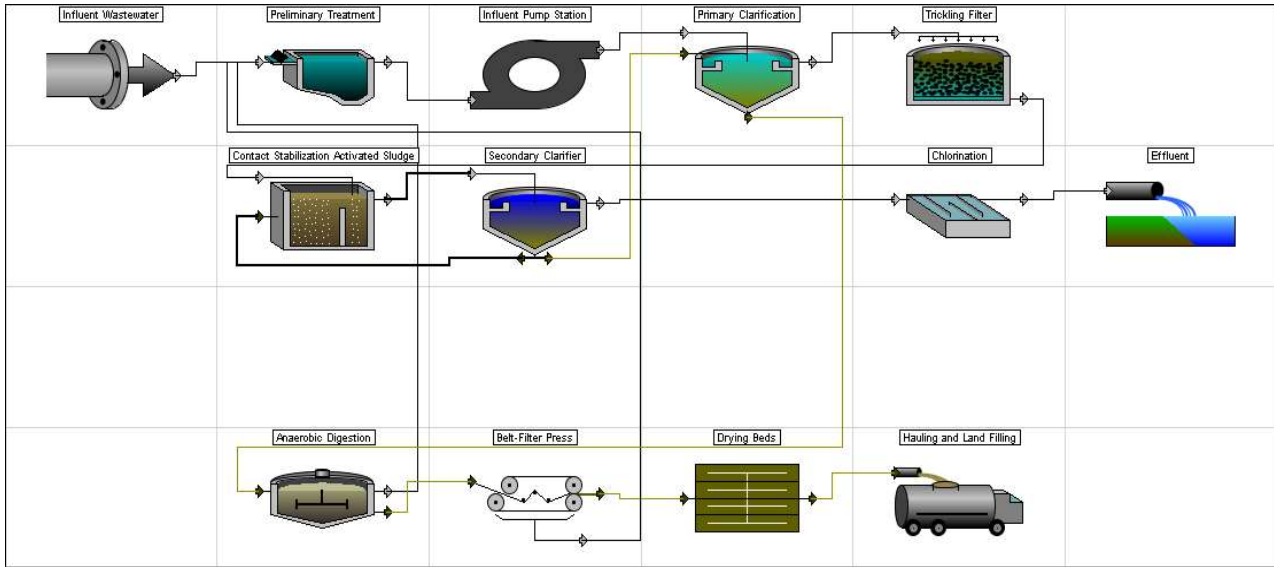 Influent Wastewater
Preliminary Treatment
Influent Pump Station
Primary Clarification
Trickling Filter
Contact Stabilization Activated Sludge
Secondary Clarifier
Chlorination
Effluent
Anaerobic Digestion
Belt-Filter Press
Drying Beds
Hauling and Land Filling